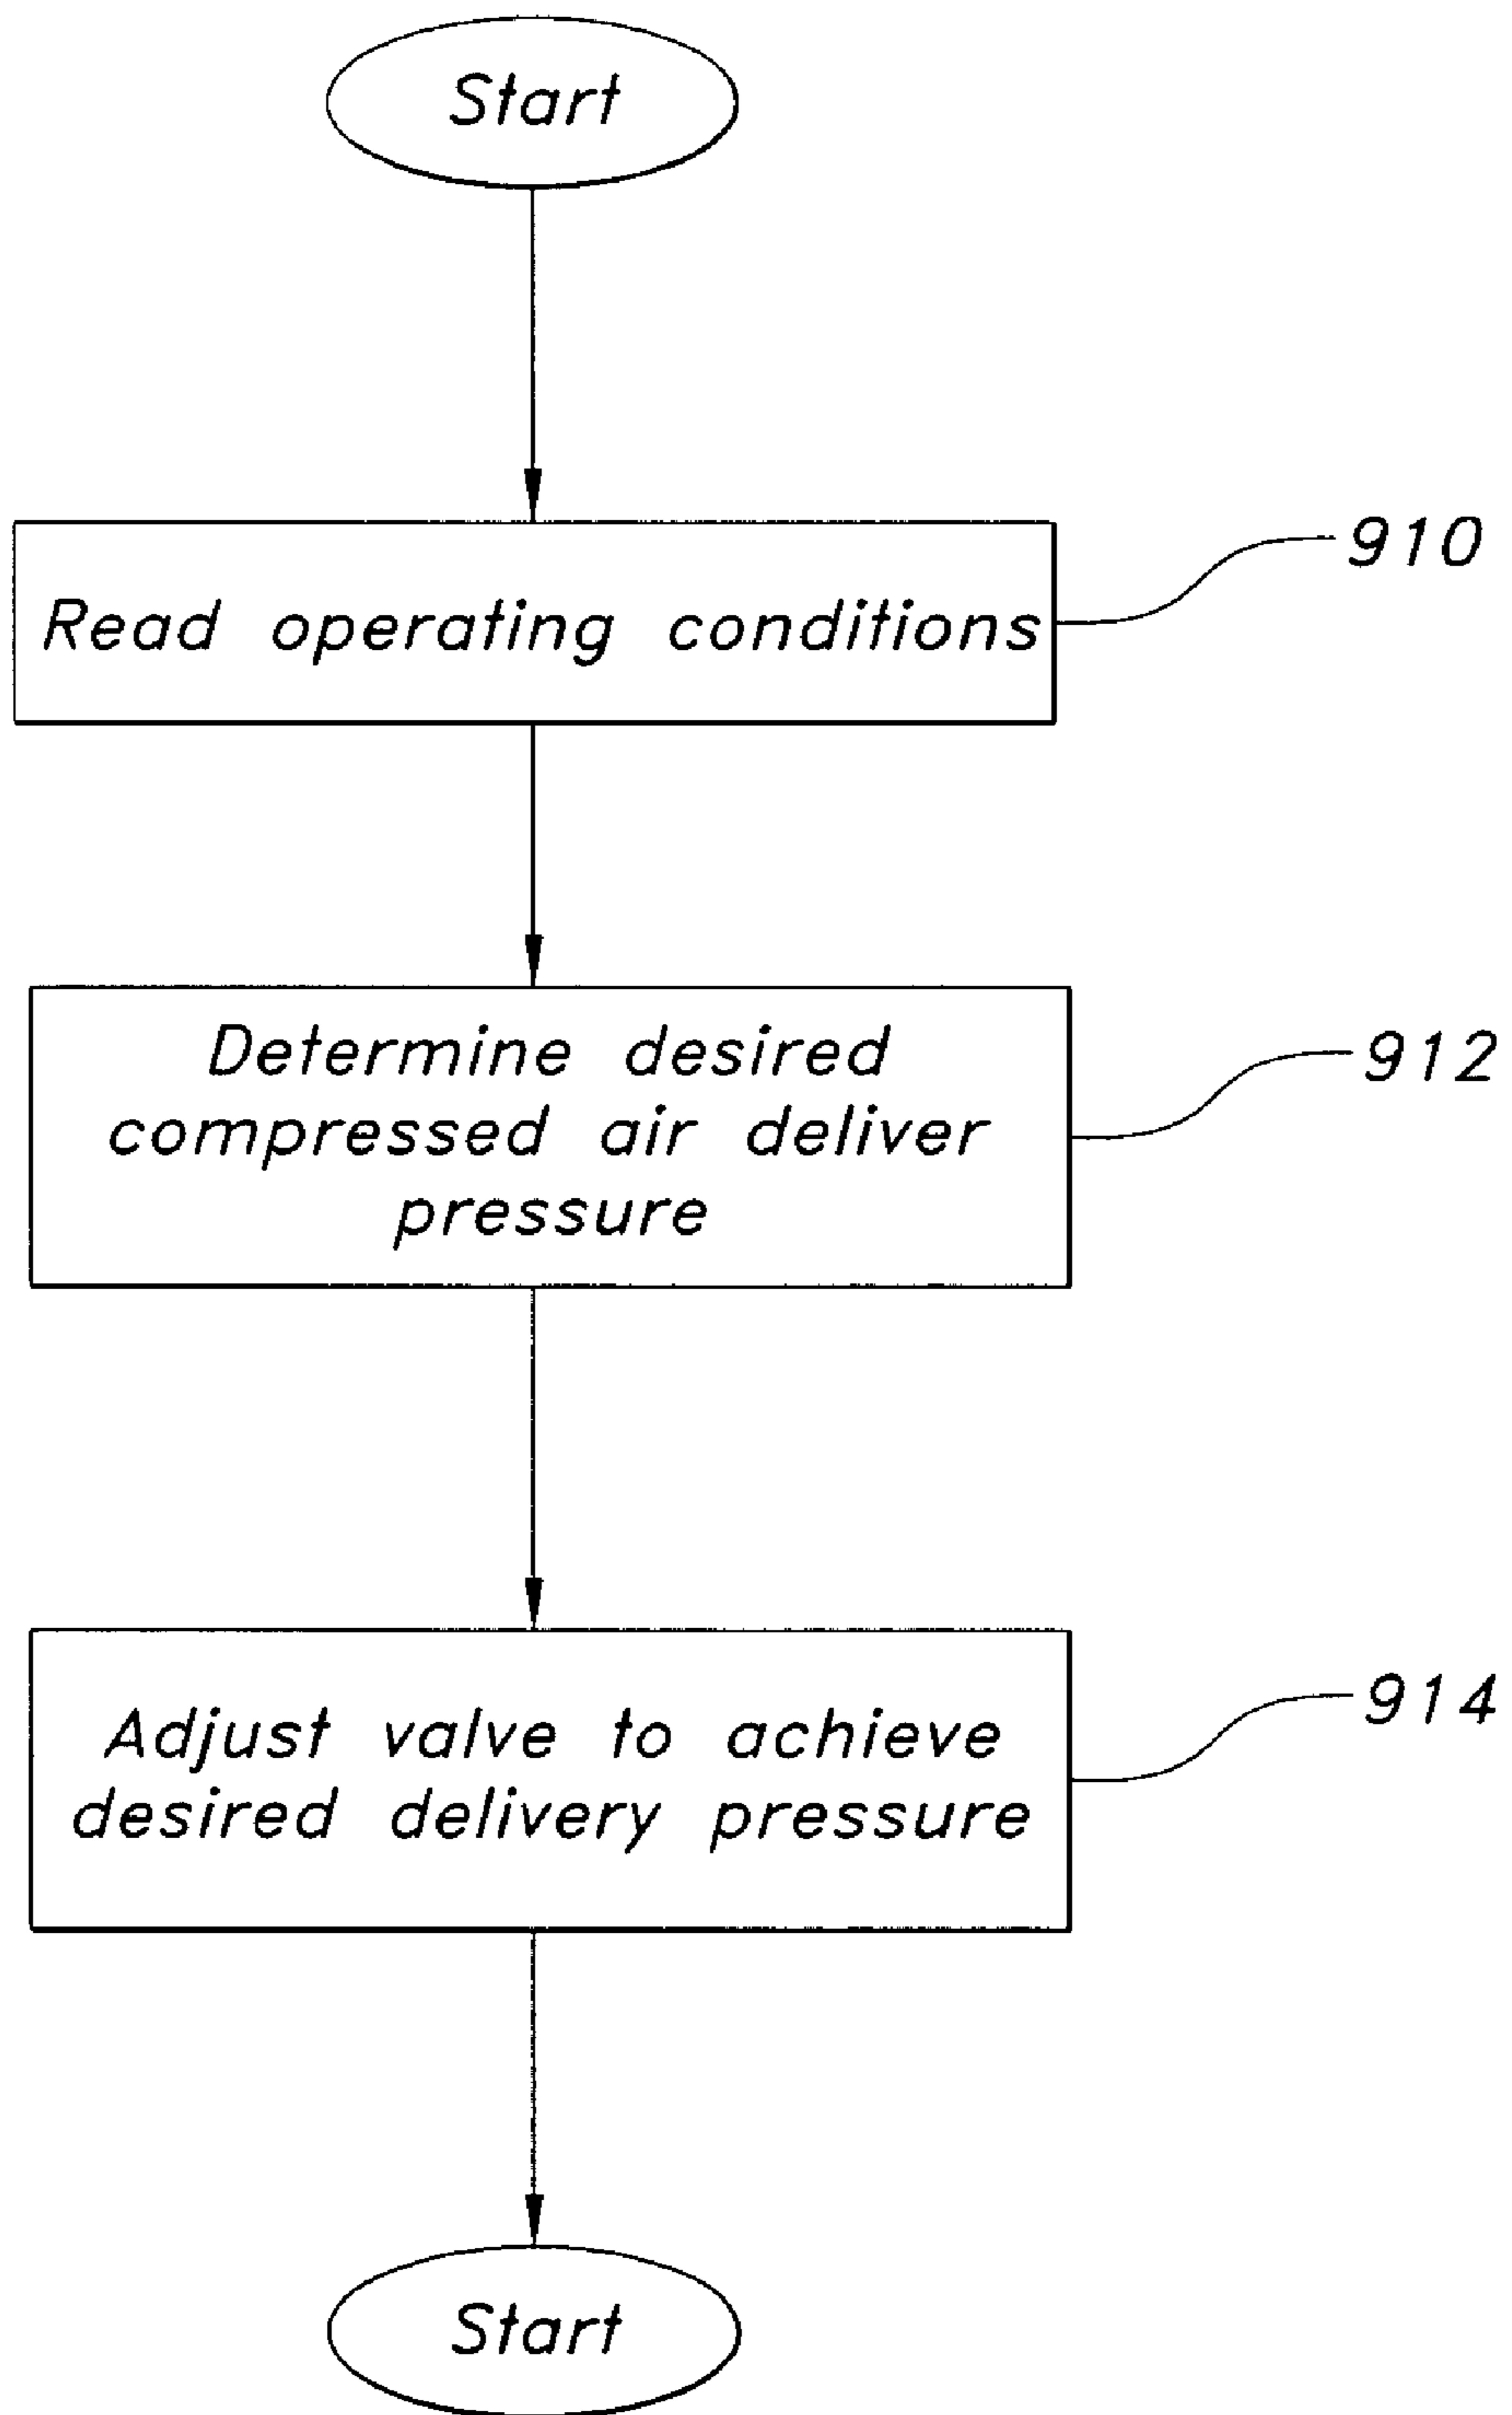 Start
910
Read operating conditions
Determine desired
912
compressed air deliver
pressure
914
Adjust valve to achieve
desired delivery pressure
Start